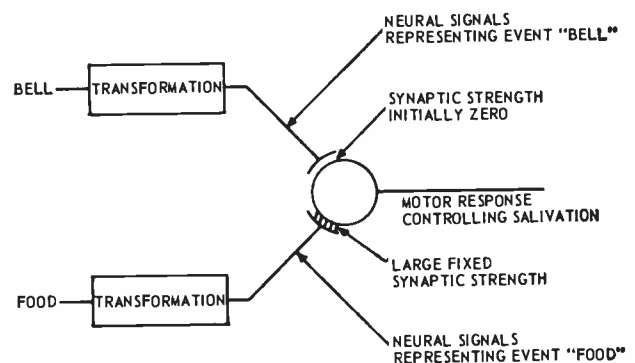 NEURAL SIGNALS
REPRESENTING EVENT "BELL"
BELL
TRANSFORMATION
SYNAPTIC STRENGTH
INITIALLY ZERO
MOTOR RESPONSE
CONTROLLING SALIVATION
LARGE FIXED
SYNAPTIC STRENGTH
FOOD
TRANSFORMATION
NEURAL SIGNALS
REPRESENTING EVENT "FOOD"